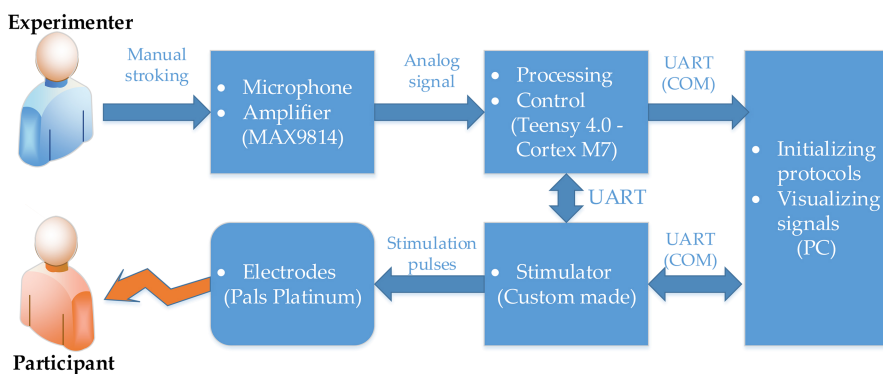 Experimenter
Manual
stroking
• Microphone
• Amplifier
(MAX9814)
Analog
signal
• Processing
• Control
(Teensy 4.0 -
Cortex M7)
UART
(COM)
• Initializing
protocols
• Visualizing
signals
(PC)
UART
• Electrodes
(Pals Platinum)
Stimulation
pulses
• Stimulator
(Custom made)
UART
(COM)
Participant